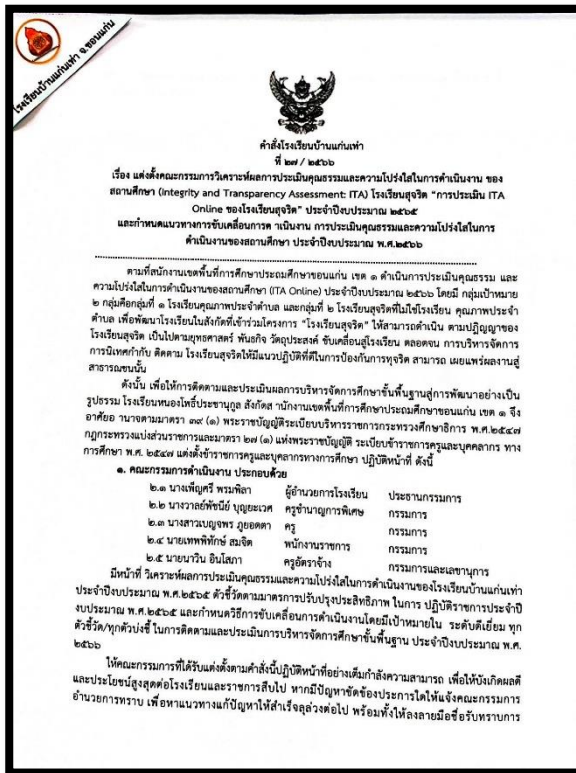 โรงเรียนบ้านแก่นเท่า จ.ขอนแก่น
คำสั่งโรงเรียนบ้านแก่นเท่า
ที่ ๒๗ / ๒๕๖๖
เรื่อง แต่งตั้งคณะกรรมการวิเคราะห์ผลการประเมินคุณธรรมและความโปร่งใสในการดำเนินงาน ของ
สถานศึกษา (Integrity and Transparency Assessment: ITA) โรงเรียนสุจริต “การประเมิน ITA
Online ของโรงเรียนสุจริต” ประจำปีงบประมาณ ๒๕๖๕
และกำหนดแนวทางการขับเคลื่อนการด าเนินงาน การประเมินคุณธรรมและความโปร่งใสในการ
ดำเนินงานของสถานศึกษา ประจำปีงบประมาณ พ.ศ.๒๕๖๖
ตามที่สนักงานเขตพื้นที่การศึกษาประถมศึกษาขอนแก่น เขต ๑ ดำเนินการประเมินคุณธรรม และ
ความโปร่งใสในการดำเนินงานของสถานศึกษา (ITA Online) ประจำปีงบประมาณ ๒๕๖๖ โดยมี กลุ่มเป้าหมาย
๒ กลุ่มคือกลุ่มที่ ๑ โรงเรียนคุณภาพประจำตำบล และกลุ่มที่ ๒ โรงเรียนสุจริตที่ไม่ใช่โรงเรียน คุณภาพประจำ
ตำบล เพื่อพัฒนาโรงเรียนในสังกัดที่เข้าร่วมโครงการ “โรงเรียนสุจริต” ให้สามารถดำเนิน ตามปฏิญญาของ
โรงเรียนสุจริต เป็นไปตามยุทธศาสตร์ พันธกิจ วัตถุประสงค์ ขับเคลื่อนสู่โรงเรียน ตลอดจน การบริหารจัดการ
การนิเทศกำกับ ติดตาม โรงเรียนสุจริตให้มีแนวปฏิบัติที่ดีในการป้องกันการทุจริต สามารถ เผยแพร่ผลงานสู่
สาธารณชนนั้น
ดังนั้น เพื่อให้การติดตามและประเมินผลการบริหารจัดการศึกษาขั้นพื้นฐานสู่การพัฒนาอย่างเป็น
รูปธรรม โรงเรียนหนองโพธิ์ประชานุกูล สังกัดส านักงานเขตพื้นที่การศึกษาประถมศึกษาขอนแก่น เขต ๑ จึง
อาศัยอ านาจตามมาตรา ๓๙ (๑) พระราชบัญญัติระเบียบบริหารราชการกระทรวงศึกษาธิการ พ.ศ.๒๕๔๗
กฎกระทรวงแบ่งส่วนราชการและมาตรา ๒๗ (๑) แห่งพระราชบัญญัติ ระเบียบข้าราชการครูและบุคคลากร ทาง
การศึกษา พ.ศ. ๒๕๔๗ แต่งตั้งข้าราชการครูและบุคลากรทางการศึกษา ปฏิบัติหน้าที่ ดังนี้
๑. คณะกรรมการดำเนินงาน ประกอบด้วย
๒.๑ นางเพ็ญศรี พรมพิลา ผู้อำนวยการโรงเรียน ประธานกรรมการ
๒.๒ นางวาลย์พัชนีย์ บุญยะเวศ ครูชำนาญการพิเศษ กรรมการ
๒.๓ นางสาวเบญจพร ภูยอดตา ครู กรรมการ
๒.๔ นายเทพพิทักษ์ สมจิต พนักงานราชการ กรรมการ
๒.๕ นายนาวิน อินโสภา ครูอัตราจ้าง กรรมการและเลขานุการ
มีหน้าที่ วิเคราะห์ผลการประเมินคุณธรรมและความโปร่งใสในการดำเนินงานของโรงเรียนบ้านแก่นเท่า
ประจำปีงบประมาณ พ.ศ.๒๕๖๕ ตัวชี้วัดตามมาตรการปรับปรุงประสิทธิภาพ ในการ ปฏิบัติราชการประจำปี
งบประมาณ พ.ศ.๒๕๖๕ และกำหนดวิธีการขับเคลื่อนการดำเนินงานโดยมีเป้าหมายใน ระดับดีเยี่ยม ทุก
ตัวชี้วัด/ทุกตัวบ่งชี้ ในการติดตามและประเมินการบริหารจัดการศึกษาขั้นพื้นฐาน ประจำปีงบประมาณ พ.ศ.
๒๕๖๖
ให้คณะกรรมการที่ได้รับแต่งตั้งตามคำสั่งนี้ปฏิบัติหน้าที่อย่างเต็มกำลังความสามารถ เพื่อให้บังเกิดผลดี
และประโยชน์สูงสุดต่อโรงเรียนและราชการสืบไป หากมีปัญหาขัดข้องประการใดให้แจ้งคณะกรรมการ
อำนวยการทราบ เพื่อหาแนวทางแก้ปัญหาให้สำเร็จลุล่วงต่อไป พร้อมทั้งให้ลงลายมือชื่อรับทราบการ